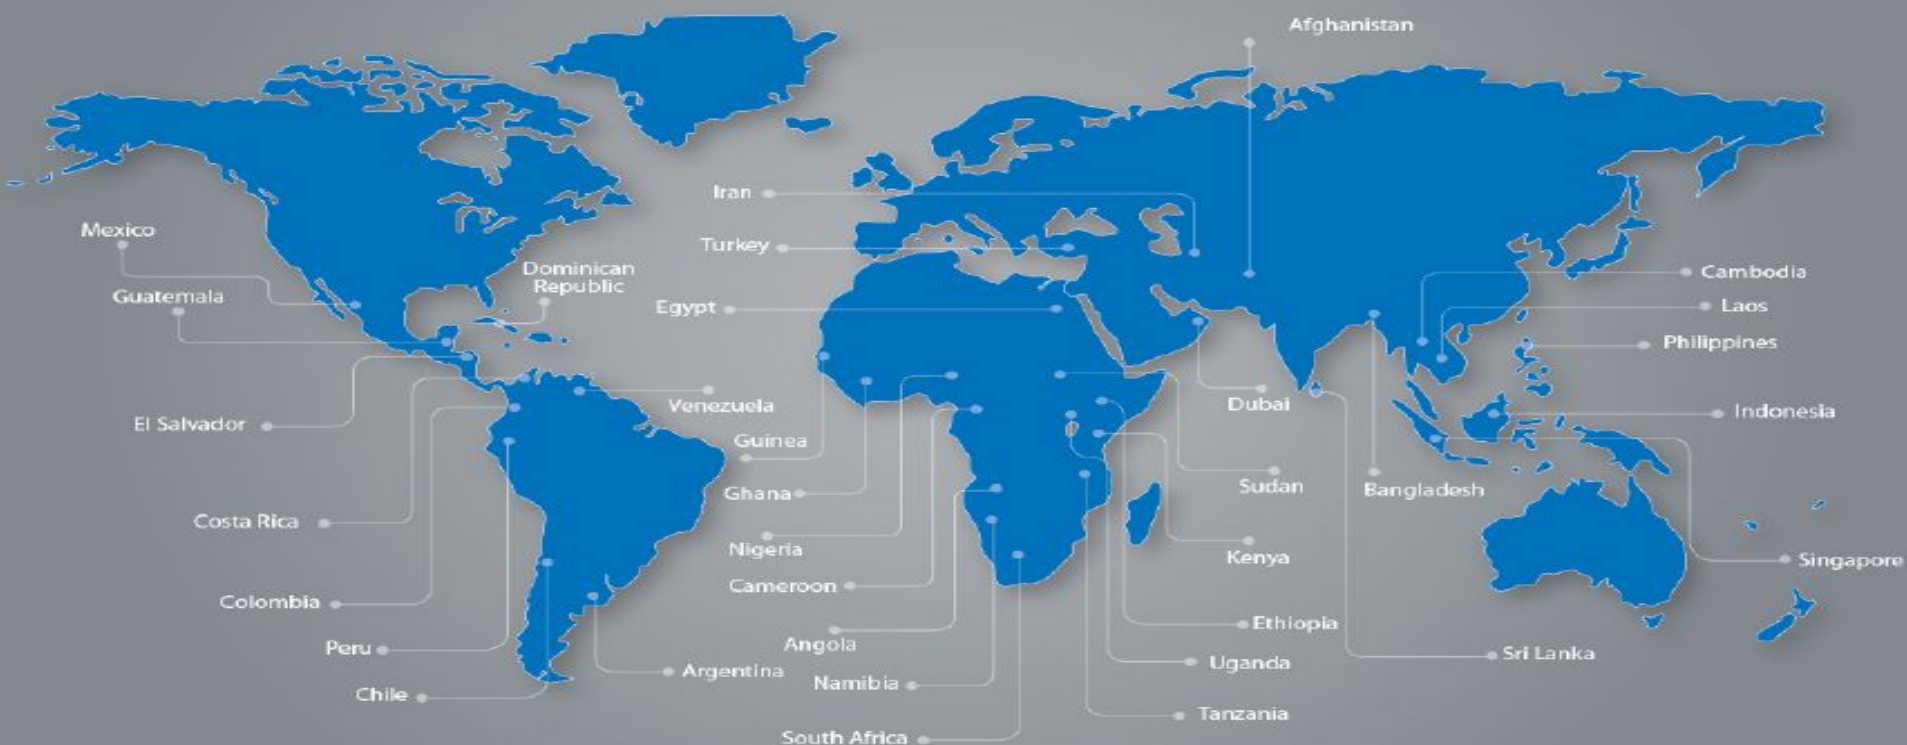 Afghanistan
Iran
Mexico
Turkey
Dominican
Republic
Cambodia
Guatemala
Laos
Egypt
Philippines
Venezuela
Dubai
Indonesia
El Salvador
Guinea
Sudan
Bangladesh
Ghana
Costa Rica
Nigeria
Kenya
Singapore
Cameroon
Colombia
Ethiopia
Angola
Peru
Sri Lanka
Uganda
Argentina
Namibia
Chile
Tanzania
South Africa